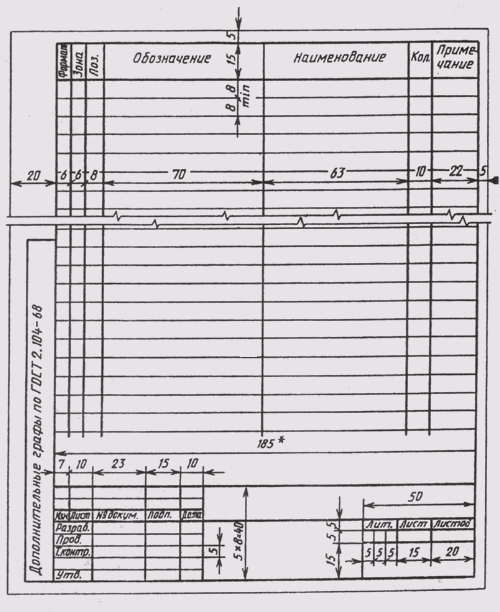 5
Формат
Зона
Поз.
Обозначение
Наименование
Кол.
Приме-
чание
15
8
8
min
20
6
6
8
70
63
10
22
5
Дополнительные графы по ГОСТ 2.104-68
185*
7
10
23
15
10
50
Изм Лист № докум. Подп. Дата
Разраб.
Пров.
Т.контр.
Утв.
5
5×8=40
5
5
15
Лит. Лист Листов
5 5 5 15 20